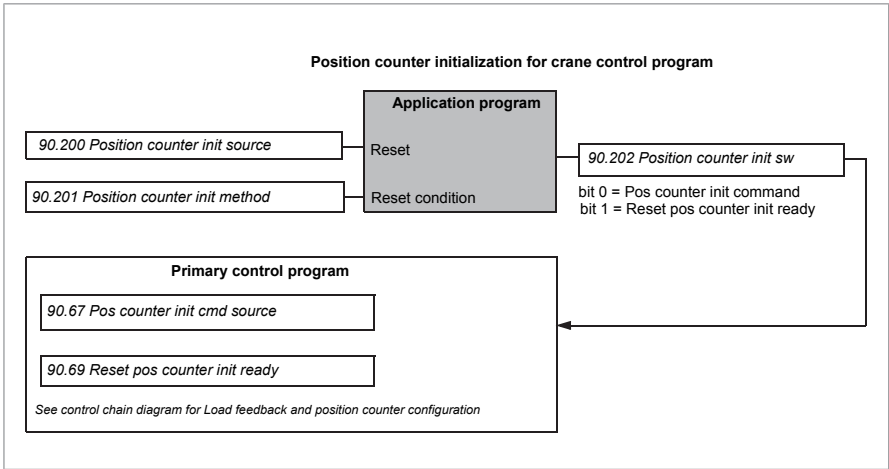 Position counter initialization for crane control program
Application program
90.200 Position counter init source
Reset
90.201 Position counter init method
Reset condition
90.202 Position counter init sw
bit 0 = Pos counter init command
bit 1 = Reset pos counter init ready
Primary control program
90.67 Pos counter init cmd source
90.69 Reset pos counter init ready
See control chain diagram for Load feedback and position counter configuration